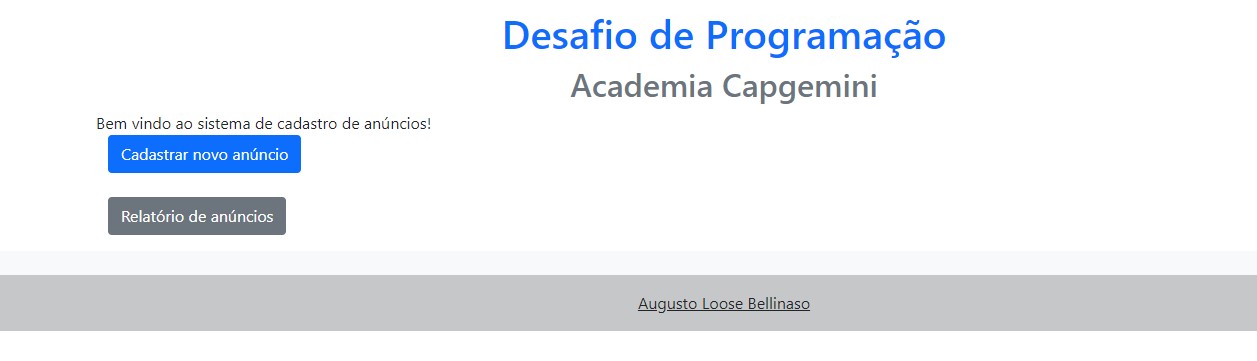 Desafio de Programação
Academia Capgemini
Bem vindo ao sistema de cadastro de anúncios!
Cadastrar novo anúncio
Relatório de anúncios
Augusto Loose Bellinaso